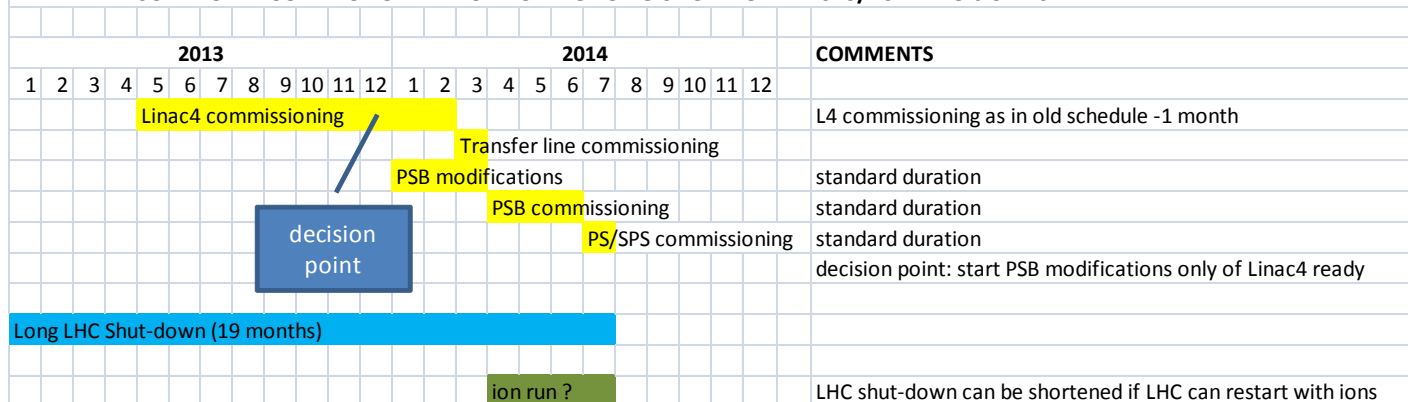 2013 2014 COMMENTS
1 2 3 4 5 6 7 8 9 10 11 12 1 2 3 4 5 6 7 8 9 10 11 12
Linac4 commissioning L4 commissioning as in old schedule -1 month
Transfer line commissioning
PSB modifications standard duration
PSB commissioning standard duration
PS/SPS commissioning standard duration
decision point: start PSB modifications only of Linac4 ready
decision
point
Long LHC Shut-down (19 months)
ion run ? LHC shut-down can be shortened if LHC can restart with ions